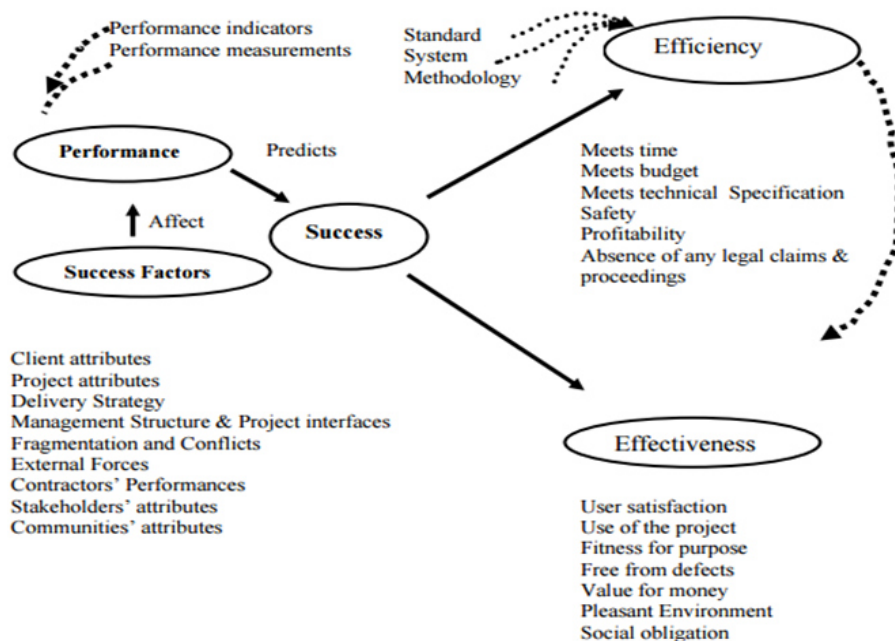 Performance indicators
Performance measurements
Standard
System
Methodology
Efficiency
Performance
Predicts
Affect
Success
Success Factors
Meets time
Meets budget
Meets technical Specification
Safety
Profitability
Absence of any legal claims &
proceedings
Client attributes
Project attributes
Delivery Strategy
Management Structure & Project interfaces
Fragmentation and Conflicts
External Forces
Contractors' Performances
Stakeholders' attributes
Communities' attributes
Effectiveness
User satisfaction
Use of the project
Fitness for purpose
Free from defects
Value for money
Pleasant Environment
Social obligation